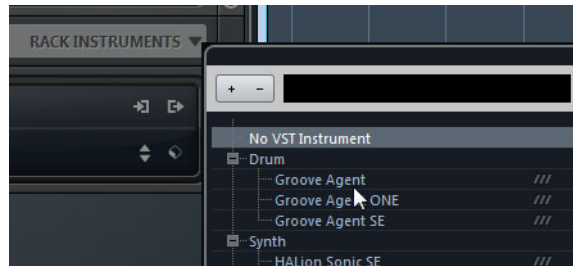 RACK INSTRUMENTS
+ -
No VST Instrument
Drum
Groove Agent
Groove Agent ONE
Groove Agent SE
Synth
HALion Sonic SE